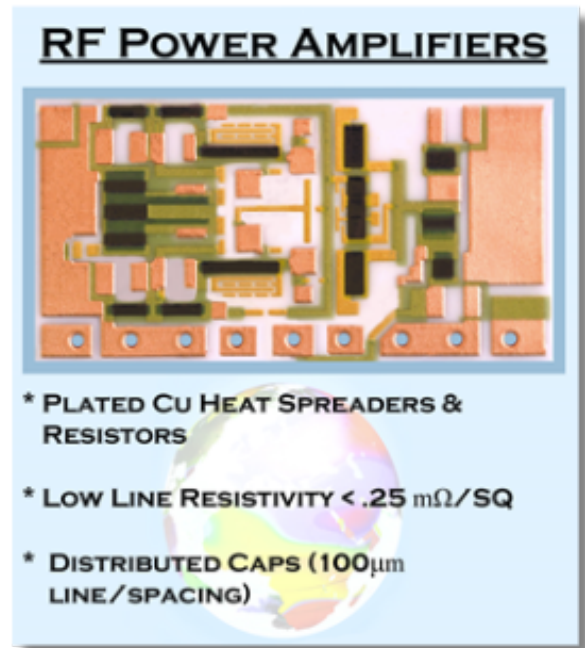 RF POWER AMPLIFIERS
* PLATED CU HEAT SPREADERS &
RESISTORS
* LOW LINE RESISTIVITY < .25 mΩ/SQ
* DISTRIBUTED CAPS (100μm
LINE/SPACING)